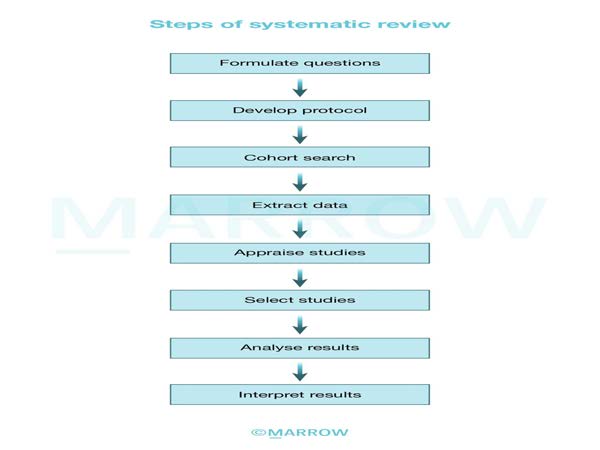 Steps of systematic review
Formulate questions
Develop protocol
Cohort search
Extract data
MARROW
Appraise studies
Select studies
Analyse results
Interpret results
©MARROW